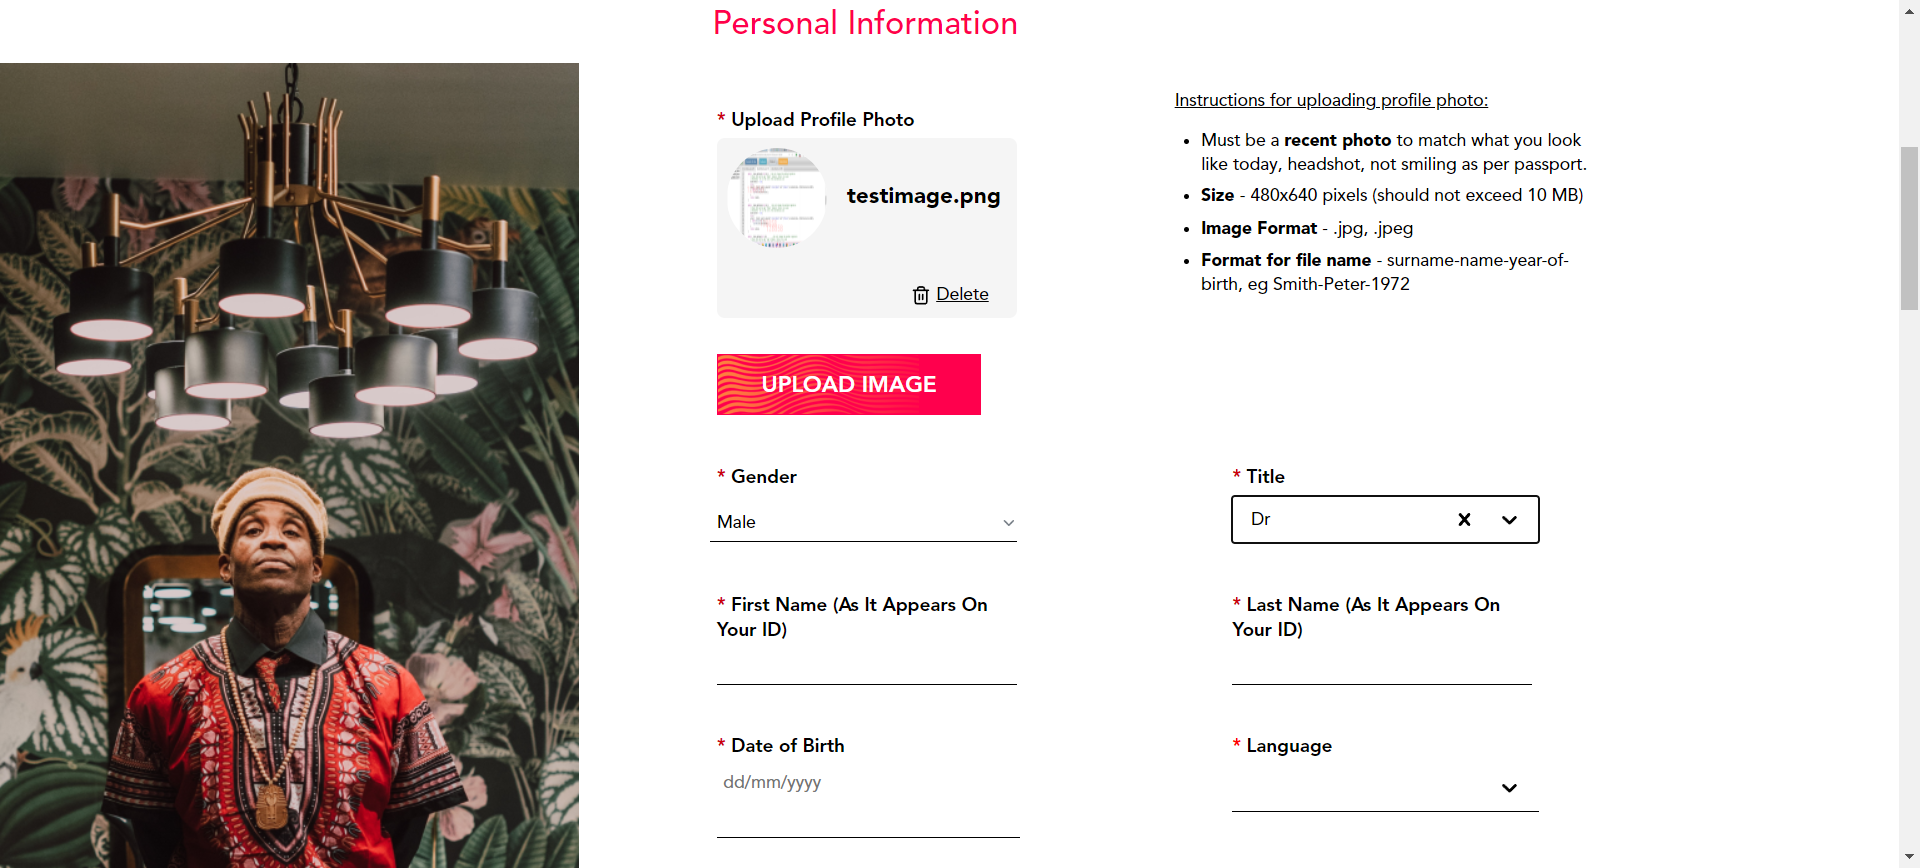 Personal Information
* Upload Profile Photo
testimage.png
Delete
UPLOAD IMAGE
Instructions for uploading profile photo:
• Must be a recent photo to match what you look
like today, headshot, not smiling as per passport.
• Size - 480x640 pixels (should not exceed 10 MB)
• Image Format - .jpg, .jpeg
• Format for file name - surname-name-year-of-
birth, eg Smith-Peter-1972
* Gender
Male
* Title
Dr
* First Name (As It Appears On
Your ID)
* Last Name (As It Appears On
Your ID)
* Date of Birth
dd/mm/yyyy
* Language